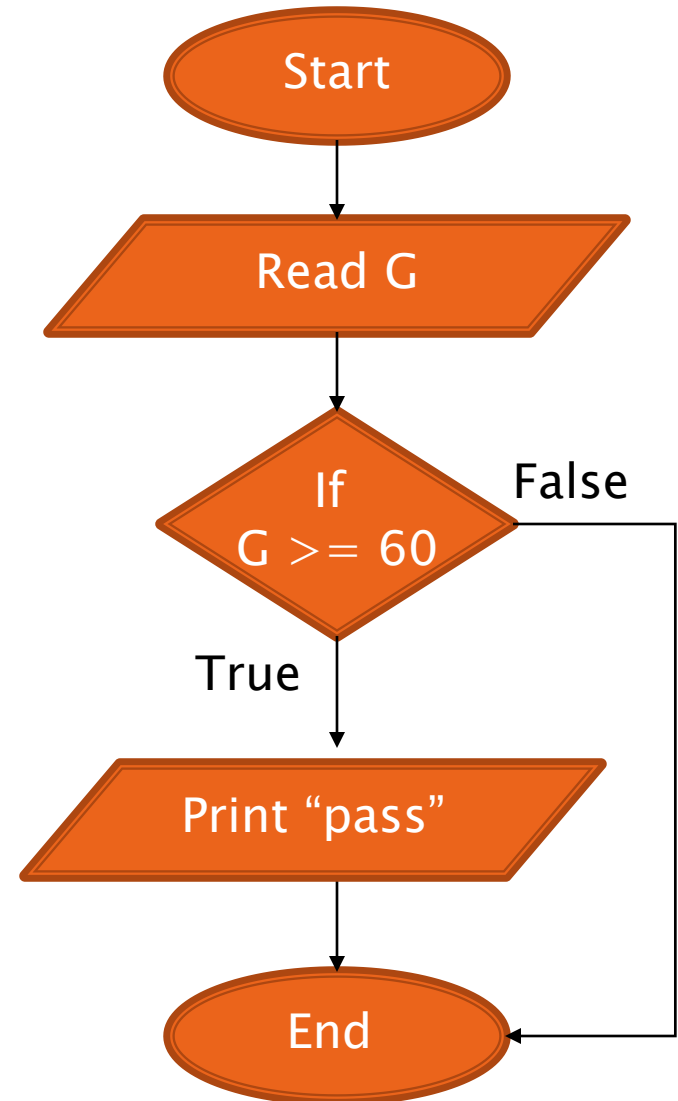 Start
Read G
If
G >= 60
False
True
Print “pass”
End